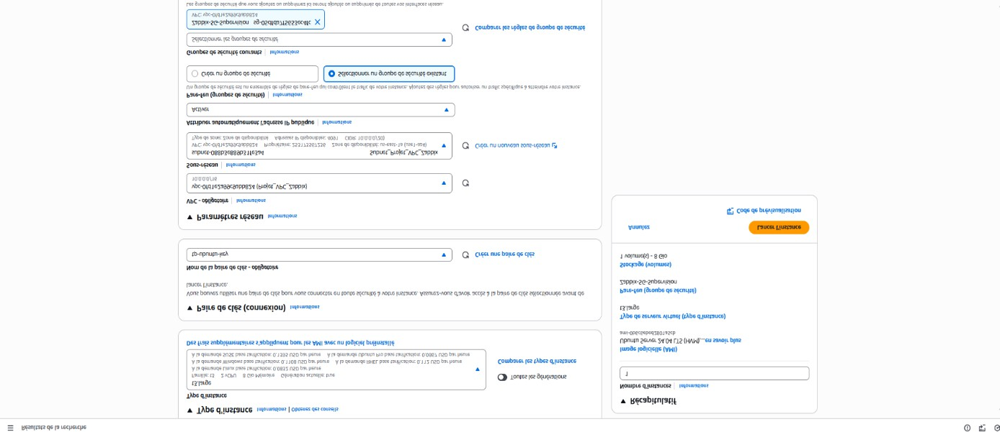 Résultats de la recherche
Type d'instance Informations | Obtenez des conseils
Type d'instance
t3.large
Famille: t3 2 vCPU 8 Gio Mémoire Génération actuelle: true
À la demande Linux base tarification: 0.0832 USD par heure
À la demande Windows base tarification: 0.1108 USD par heure À la demande RHEL base tarification: 0.112 USD par heure
À la demande SUSE base tarification: 0.1395 USD par heure À la demande Ubuntu Pro base tarification: 0.0867 USD par heure
Toutes les générations
Comparer les types d'instance
Des frais supplémentaires s'appliquent pour les AMI avec un logiciel préinstallé
Paire de clés (connexion) Informations
Vous pouvez utiliser une paire de clés pour vous connecter en toute sécurité à votre instance. Assurez-vous d'avoir accès à la paire de clés sélectionnée avant de
lancer l'instance.
Nom de la paire de clés - obligatoire
tp-ubuntu-key
Créer une paire de clés
Paramètres réseau Informations
VPC - obligatoire | Informations
vpc-0fd1e2a99c9abb824 (Projet_VPC_Zabbix)
10.0.0.0/16
Sous-réseau | Informations
subnet-088b3e889b31fe3a4 Subnet_Projet_VPC_Zabbix
VPC: vpc-0fd1e2a99c9abb824 Propriétaire: 253173567236 Zone de disponibilité: us-east-1a (use1-az4)
Type de zone: Zone de disponibilité Adresses IP disponibles: 4091 CIDR: 10.0.0.0/20)
Créer un nouveau sous-réseau
Attribuer automatiquement l'adresse IP publique | Informations
Activer
Pare-feu (groupes de sécurité) | Informations
Un groupe de sécurité est un ensemble de règles de pare-feu qui contrôlent le trafic de votre instance. Ajoutez des règles pour autoriser un trafic spécifique à atteindre votre instance.
Créer un groupe de sécurité
Sélectionner un groupe de sécurité existant
Groupes de sécurité courants | Informations
Sélectionner les groupes de sécurité
Zabbix-SG-Supervision sg-05dfda7f5653ec4fc
VPC: vpc-0fd1e2a99c9abb824
Comparer les règles de groupe de sécurité
Les groupes de sécurité que vous ajoutez ou supprimez ici seront ajoutés ou supprimés de toutes vos interfaces réseau.
Récapitulatif
Nombre d'instances | Informations
1
Image logicielle (AMI)
Ubuntu Server 24.04 LTS (HVM),...en savoir plus
ami-0b6c6ebed2801a5cb
Type de serveur virtuel (type d'instance)
t3.large
Pare-feu (groupe de sécurité)
Zabbix-SG-Supervision
Stockage (volumes)
1 volume(s) - 8 Gio
Annulez
Lancer l'instance
Code de prévisualisation